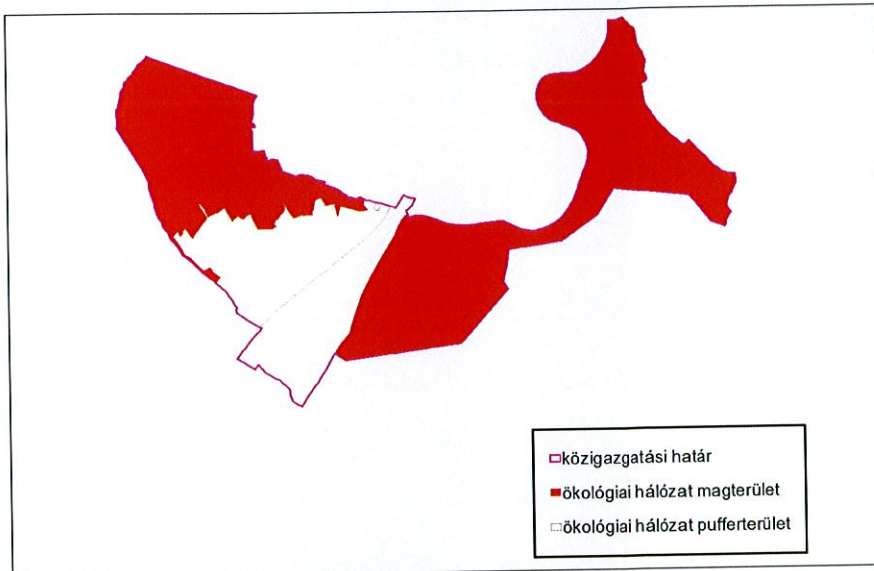 közigazgatási határ
ökológiai hálózat magterület
ökológiai hálózat pufferterület